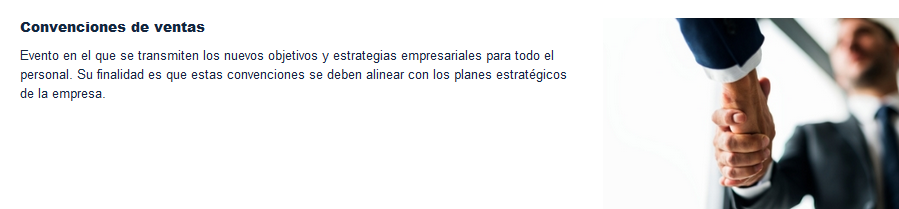 Convenciones de ventas
Evento en el que se transmiten los nuevos objetivos y estrategias empresariales para todo el
personal. Su finalidad es que estas convenciones se deben alinear con los planes estratégicos
de la empresa.